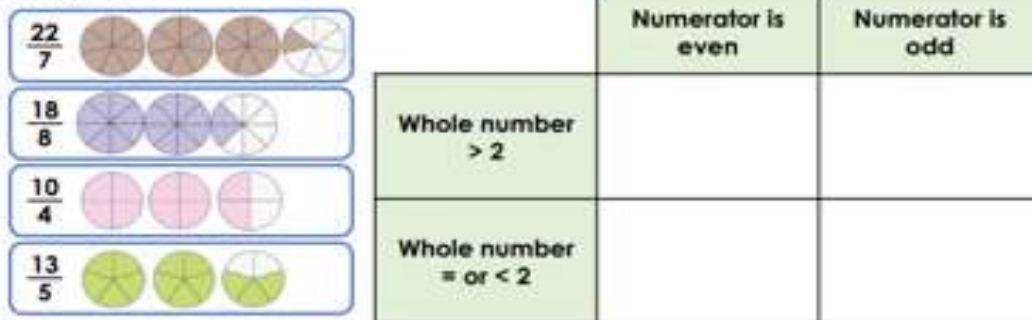 22
7
18
8
10
4
13
5
Numerator is
even
Numerator is
odd
Whole number
> 2
Whole number
= or < 2